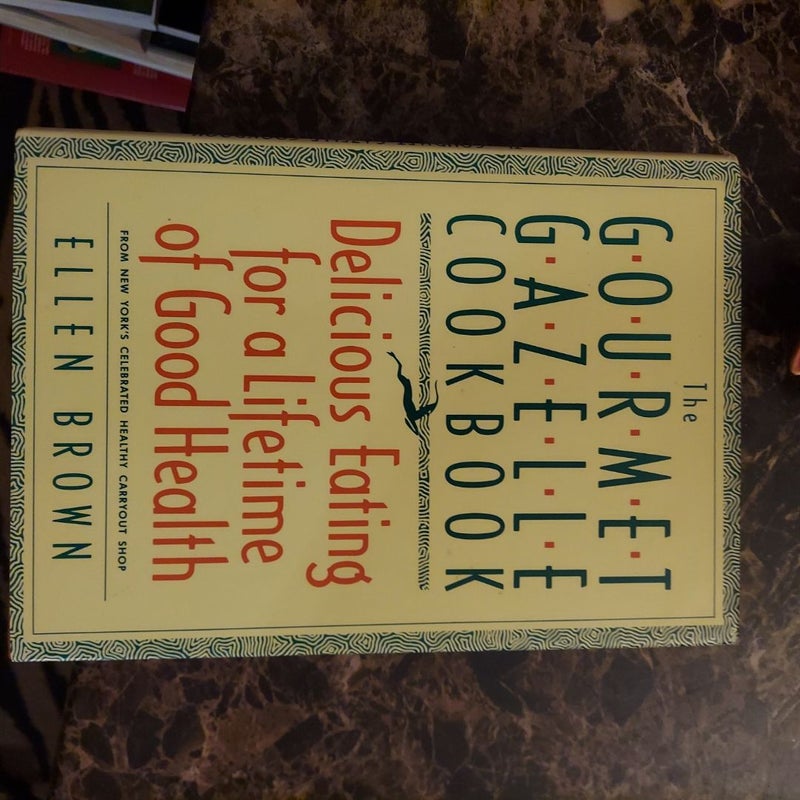 The
G·O·U·R·M·E·T
G·A·Z·E·L·L·E
COOKBOOK
Delicious Eating
for a Lifetime
of Good Health
FROM NEW YORK'S CELEBRATED HEALTHY CARRYOUT SHOP
ELLEN BROWN